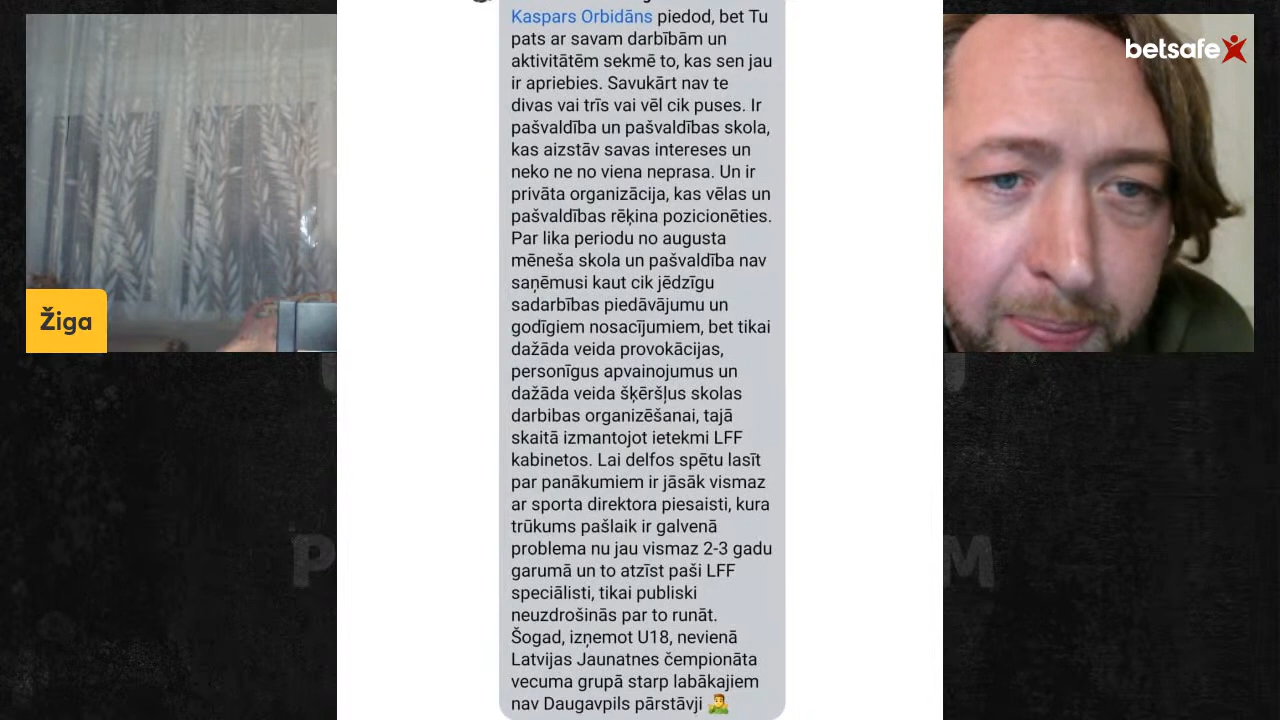 Kaspars Orbidāns piedod, bet Tu
pats ar savam darbībām un
aktivitātēm sekmē to, kas sen jau
ir apriebies. Savukārt nav te
divas vai trīs vai vēl cik puses. Ir
pašvaldība un pašvaldības skola,
kas aizstāv savas intereses un
neko ne no viena neprasa. Un ir
privāta organizācija, kas vēlas un
pašvaldības rēķina pozicionēties.
Par lika periodu no augusta
mēneša skola un pašvaldība nav
saņēmusi kaut cik jēdzīgu
sadarbības piedāvājumu un
godīgiem nosacījumiem, bet tikai
dažāda veida provokācijas,
personīgus apvainojumus un
dažāda veida šķēršļus skolas
darbibas organizēšanai, tajā
skaitā izmantojot ietekmi LFF
kabinetos. Lai delfos spētu lasīt
par panākumiem ir jāsāk vismaz
ar sporta direktora piesaisti, kura
trūkums pašlaik ir galvenā
problema nu jau vismaz 2-3 gadu
garumā un to atzīst paši LFF
speciālisti, tikai publiski
neuzdrošinās par to runāt.
Šogad, izņemot U18, nevienā
Latvijas Jaunatnes čempionāta
vecuma grupā starp labākajiem
nav Daugavpils pārstāvji
Žiga
betsafe